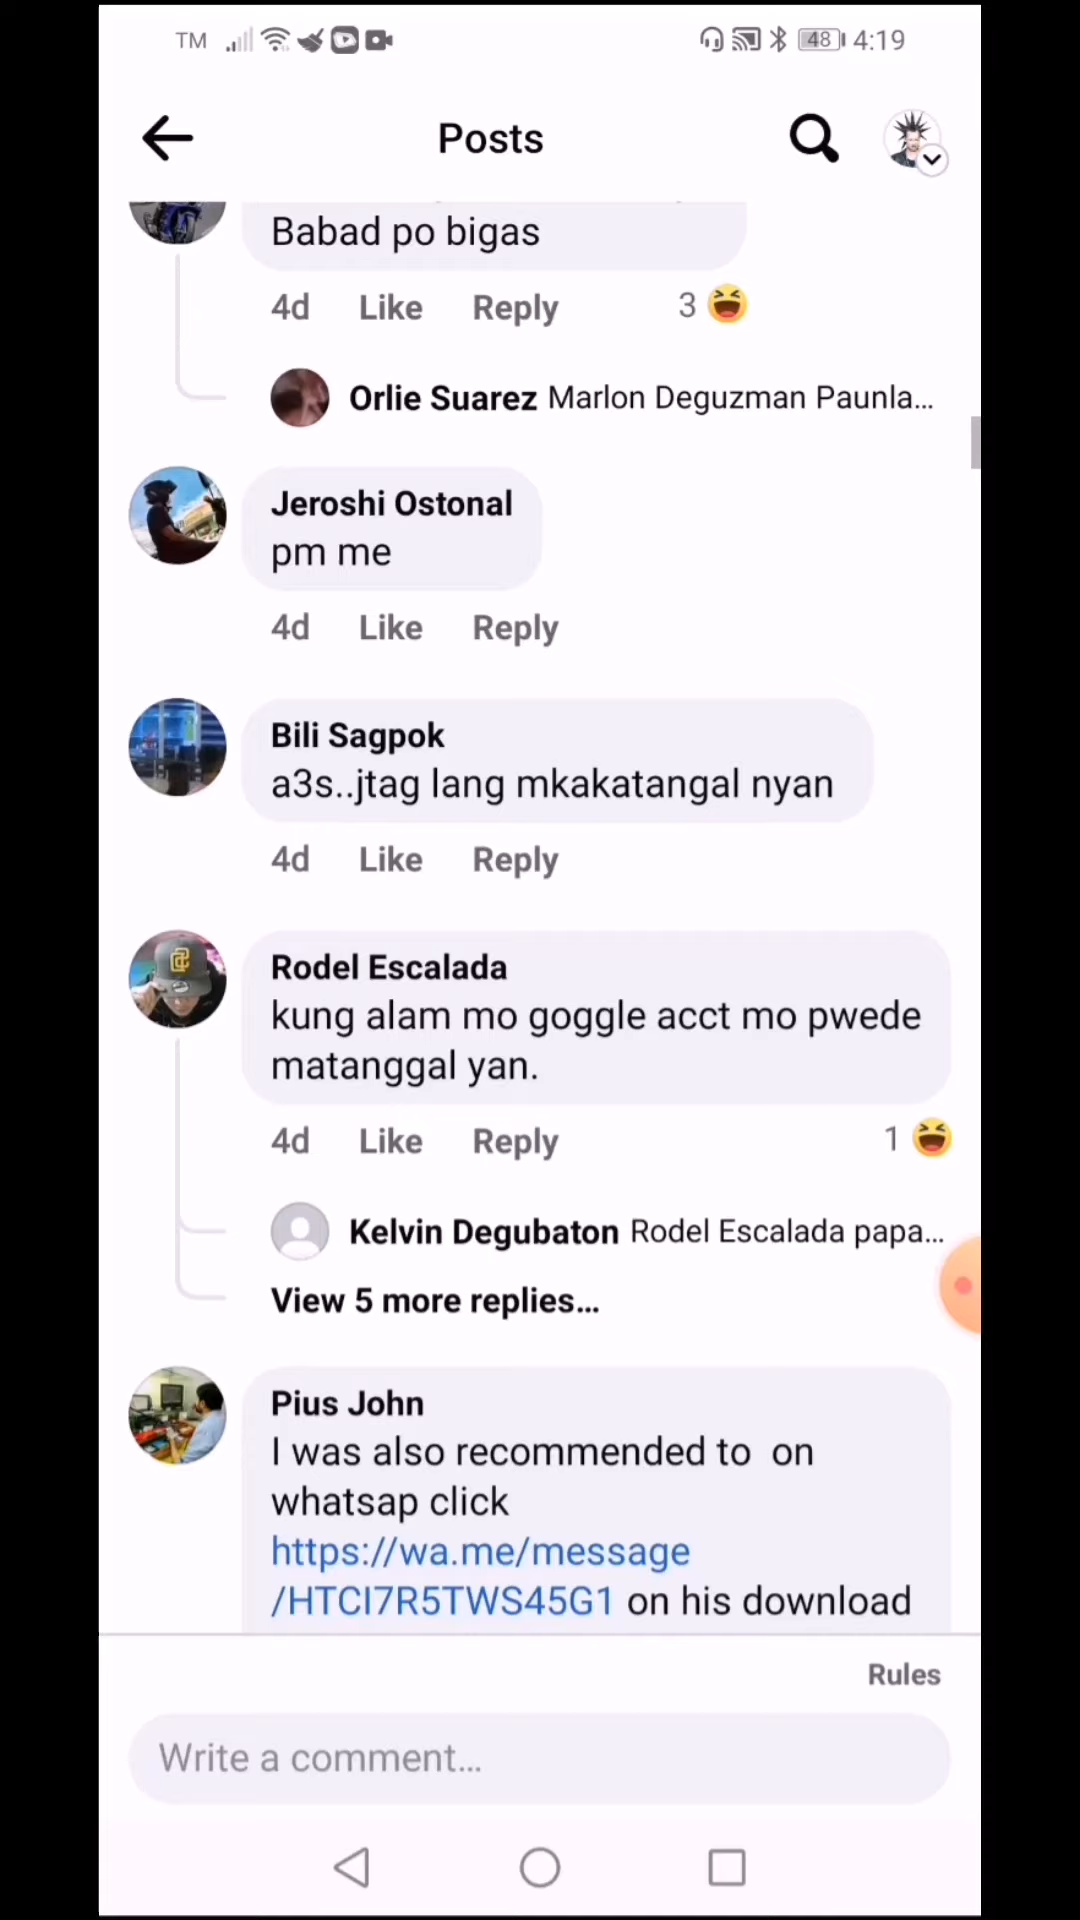 TM 48 4:19
Posts
Babad po bigas
4d Like Reply 3
Orlie Suarez Marlon Deguzman Paunla...
Jeroshi Ostonal
pm me
4d Like Reply
Bili Sagpok
a3s..jtag lang mkakatangal nyan
4d Like Reply
Rodel Escalada
kung alam mo goggle acct mo pwede
matanggal yan.
4d Like Reply 1
Kelvin Degubaton Rodel Escalada papa...
View 5 more replies...
Pius John
I was also recommended to on
whatsap click
https://wa.me/message
/HTCI7R5TWS45G1 on his download
Rules
Write a comment...